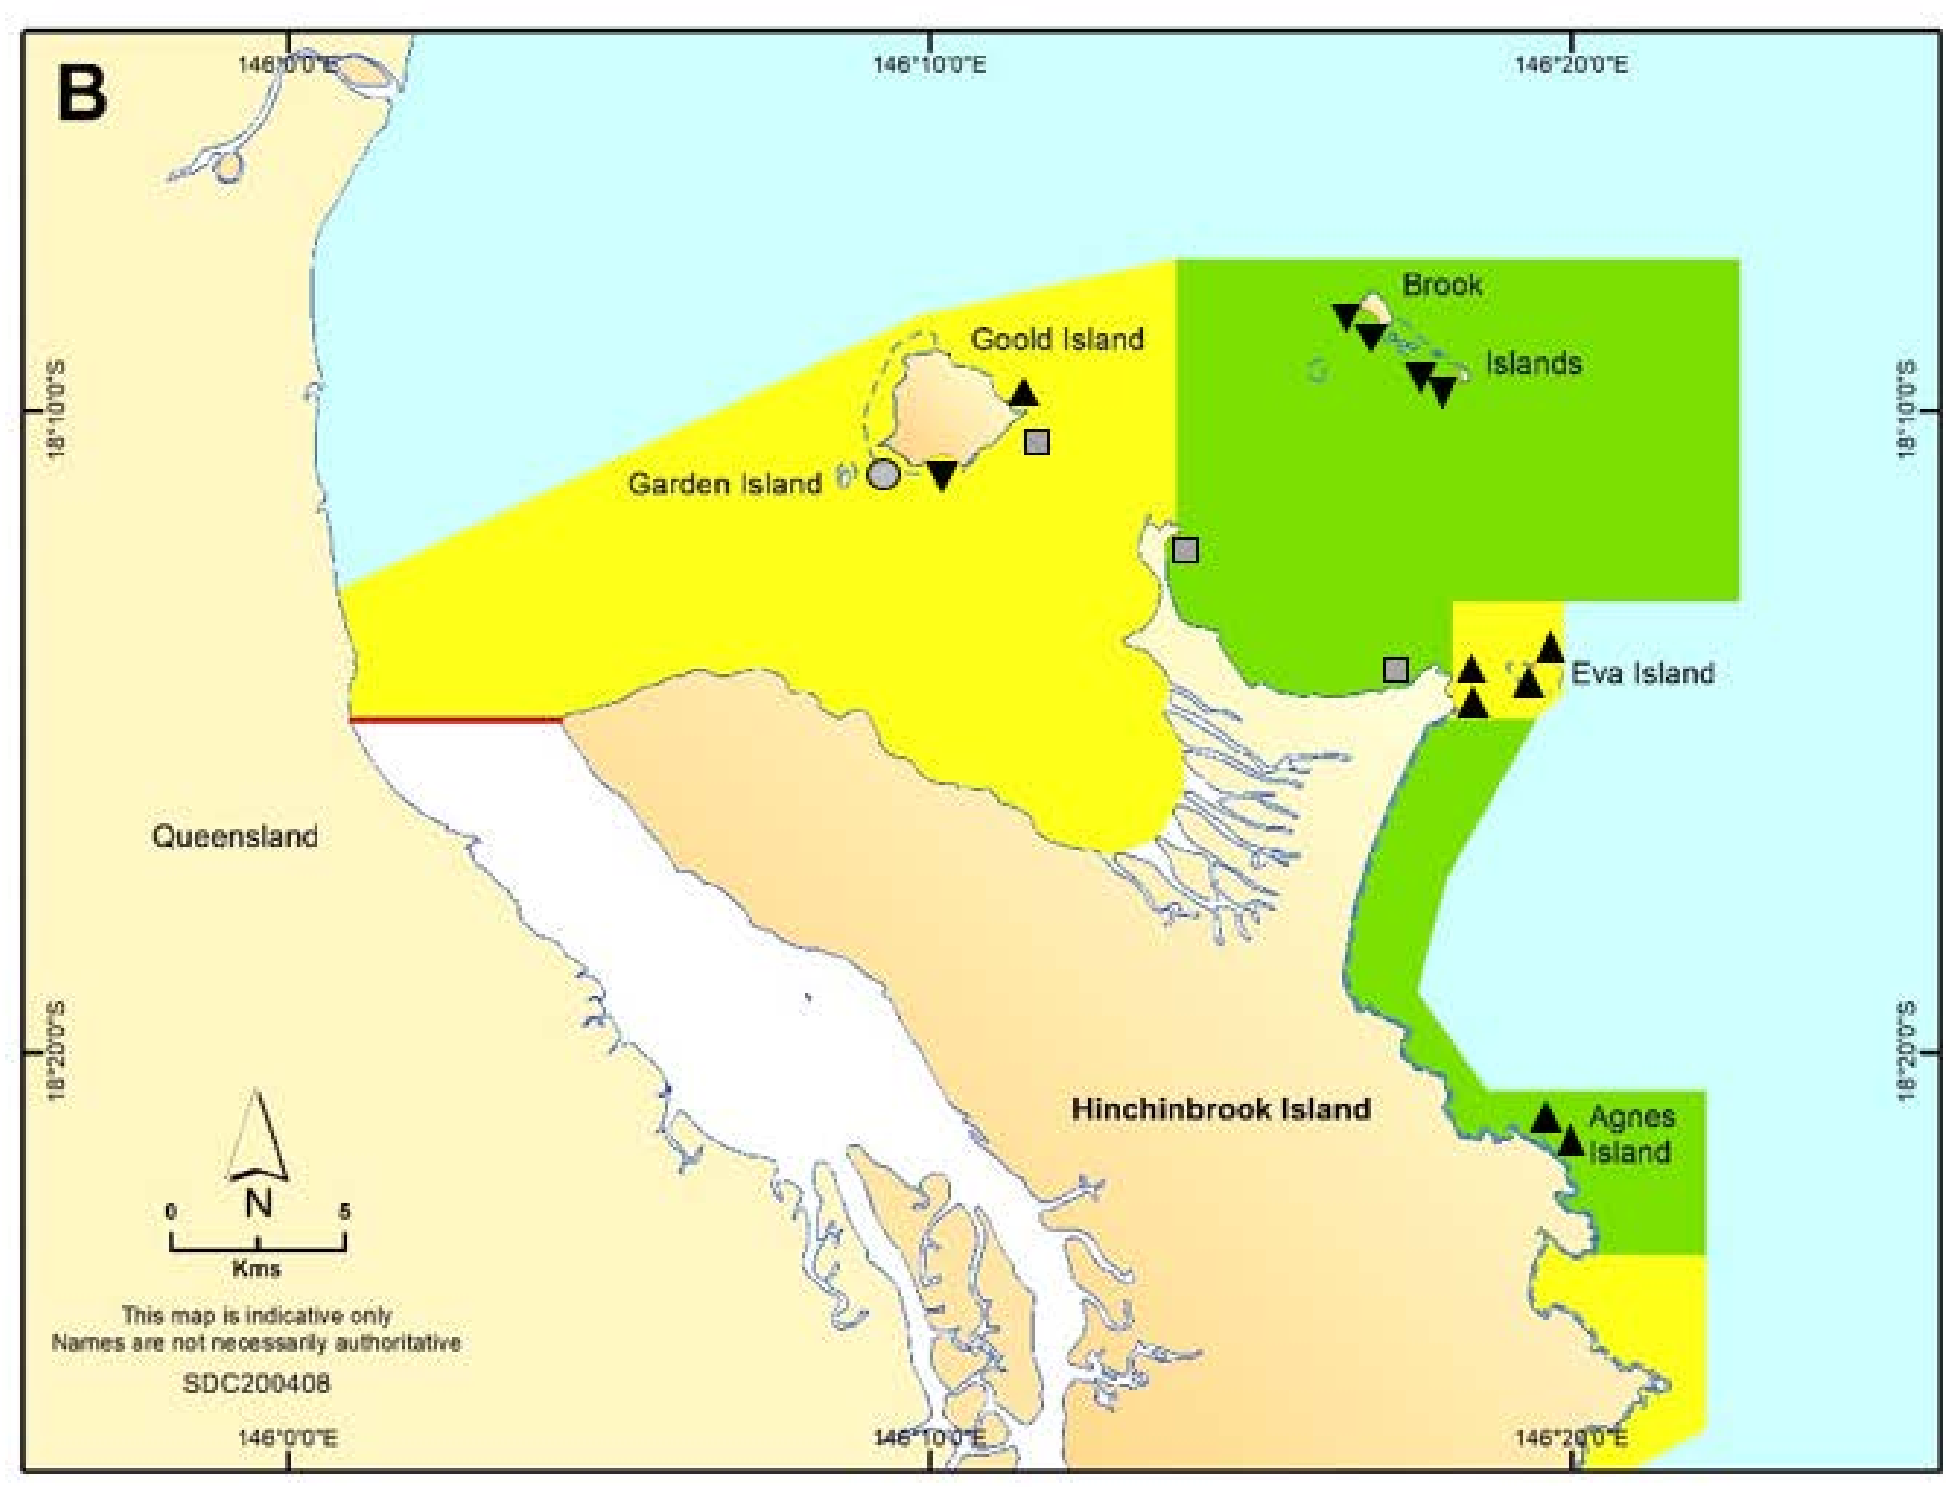 B
146°0'0"E
146°10'0"E
146°20'0"E
Brook
Islands
Goold Island
18°10'0"S
18°10'0"S
Garden Island
Eva Island
Queensland
18°20'0"S
18°20'0"S
Hinchinbrook Island
Agnes
Island
N
0 5
Kms
This map is indicative only
Names are not necessarily authoritative
SDC200408
146°0'0"E
146°10'0"E
146°20'0"E